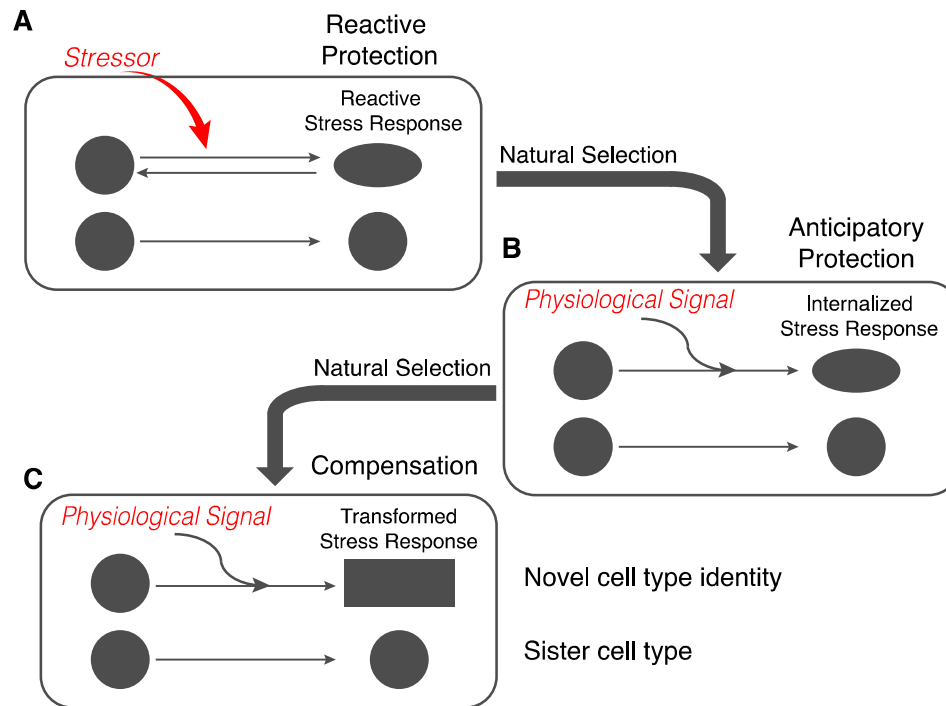 A
Reactive
Protection
Stressor
Reactive
Stress Response
Natural Selection
B
Anticipatory
Protection
Physiological Signal
Internalized
Stress Response
Natural Selection
C
Compensation
Physiological Signal
Transformed
Stress Response
Novel cell type identity
Sister cell type